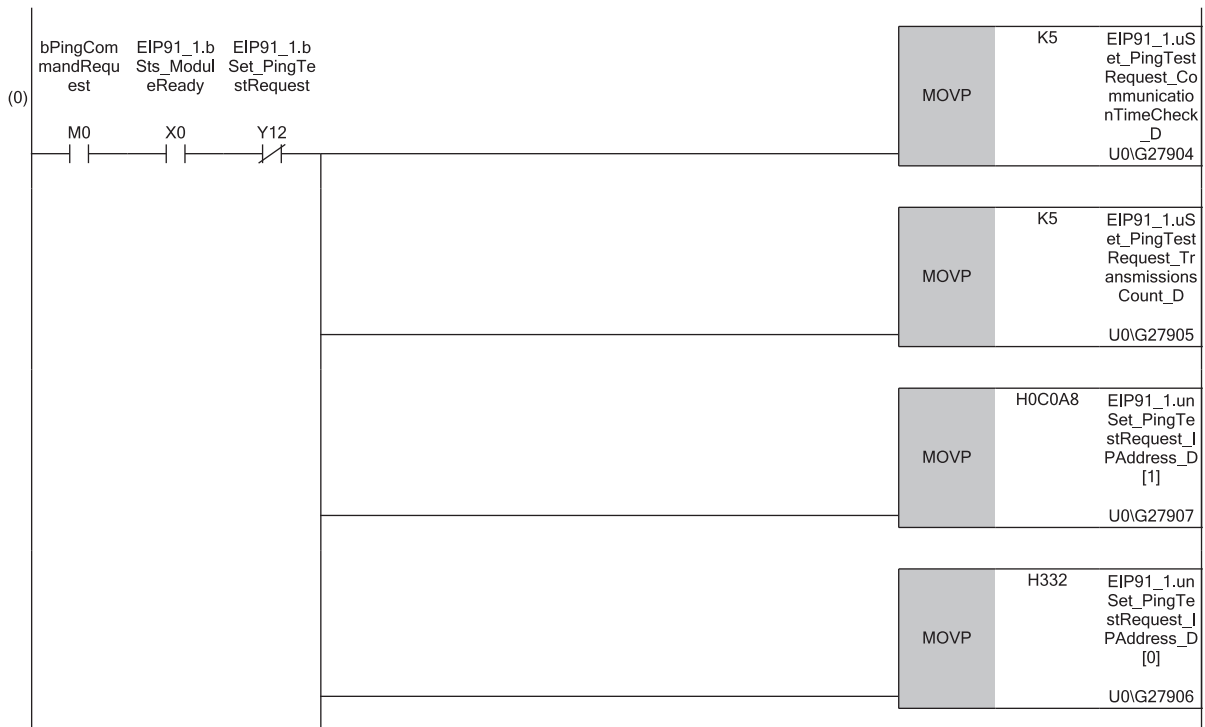 bPingCom
mandRequ
est
EIP91_1.b
Sts_Modul
eReady
EIP91_1.b
Set_PingTe
stRequest
(0)
M0
X0
Y12
MOVP
K5
EIP91_1.uS
et_PingTest
Request_Co
mmunicatio
nTimeCheck
_D
U0\G27904
MOVP
K5
EIP91_1.uS
et_PingTest
Request_Tr
ansmissions
Count_D
U0\G27905
MOVP
H0C0A8
EIP91_1.un
Set_PingTe
stRequest_I
PAddress_D
[1]
U0\G27907
MOVP
H332
EIP91_1.un
Set_PingTe
stRequest_I
PAddress_D
[0]
U0\G27906